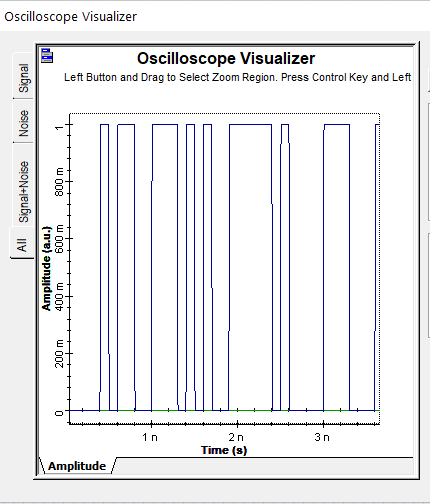 Oscilloscope Visualizer
Signal
Noise
Signal+Noise
All
Oscilloscope Visualizer
Left Button and Drag to Select Zoom Region. Press Control Key and Left
Amplitude (a.u.)
1
800 m
600 m
400 m
200 m
0
1 n 2 n 3 n
Time (s)
Amplitude